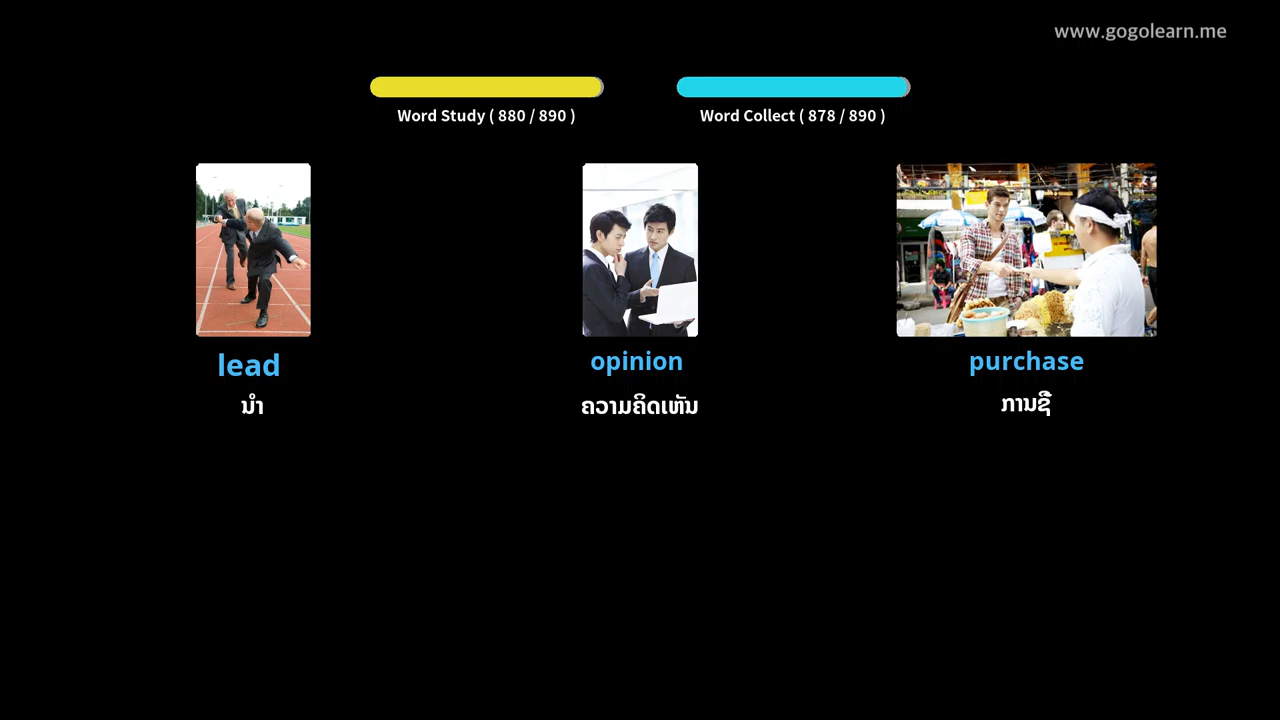 www.gogolearn.me
Word Study ( 880 / 890 )
Word Collect ( 878 / 890 )
lead
opinion
purchase
ນໍາ
ຄວາມຄິດເຫັນ
ການຊື້